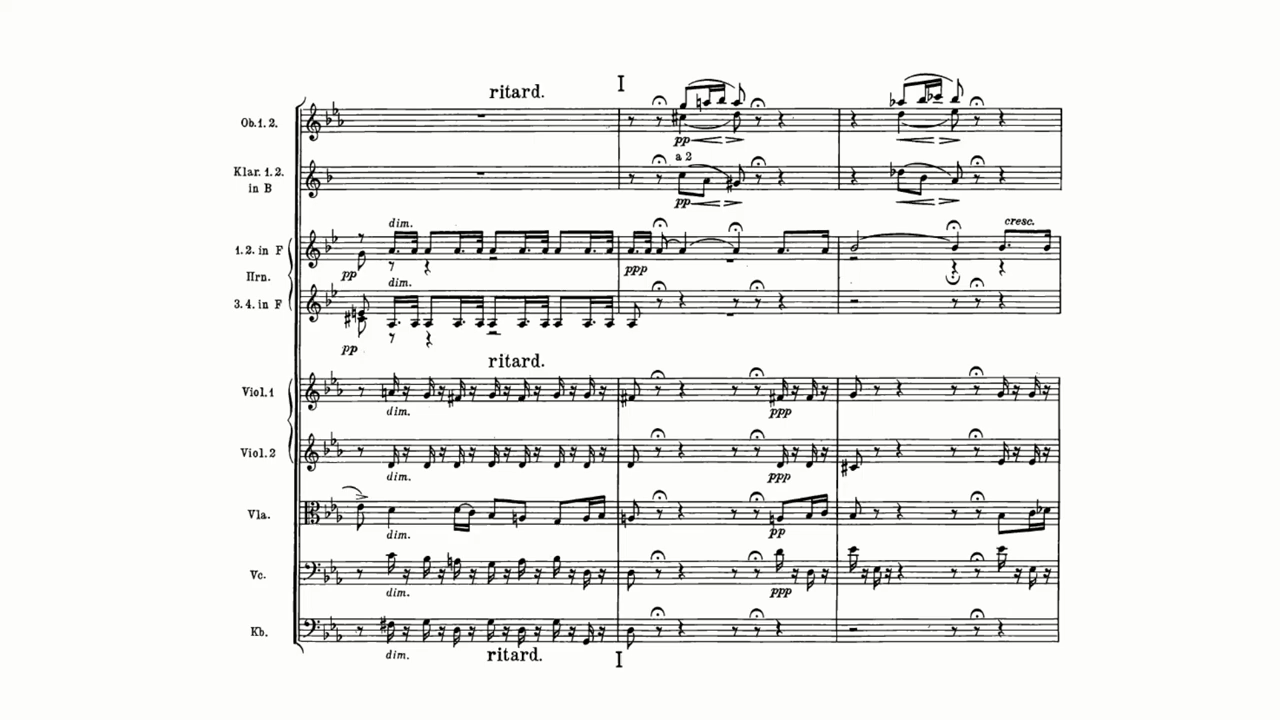 I
ritard.
Ob.1.2.
pp
a 2
Klar. 1.2.
in B
pp
dim.
cresc.
1.2. in F
pp
ppp
Hrn.
dim.
3.4. in F
pp
ritard.
Viol.1
dim.
ppp
Viol.2
dim.
ppp
Vla.
dim.
pp
Vc.
dim.
ppp
Kb.
dim.
ritard.
I